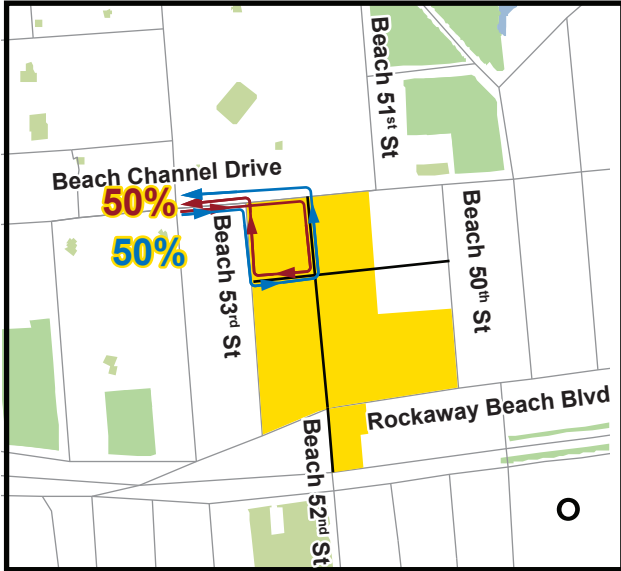 Beach 51st St
Beach Channel Drive
50%
50%
Beach 53rd St
Beach 50th St
Rockaway Beach Blvd
Beach 52nd St